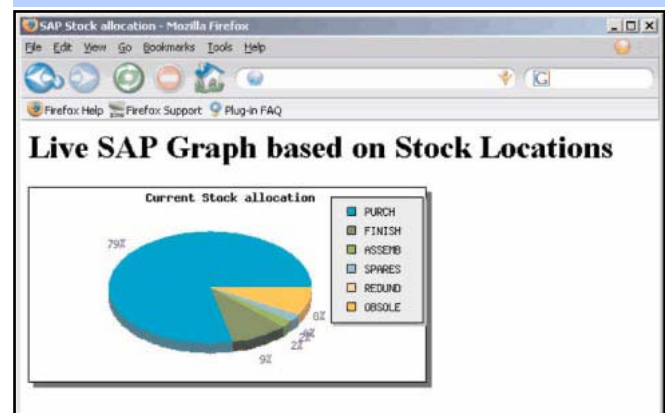 SAP Stock allocation - Mozilla Firefox
File Edit View Go Bookmarks Tools Help
G
Firefox Help Firefox Support Plug-in FAQ
Live SAP Graph based on Stock Locations
Current Stock allocation
PURCH
FINISH
ASSEMB
SPARES
REDUND
OBSOLE
79%
8%
2%
9%